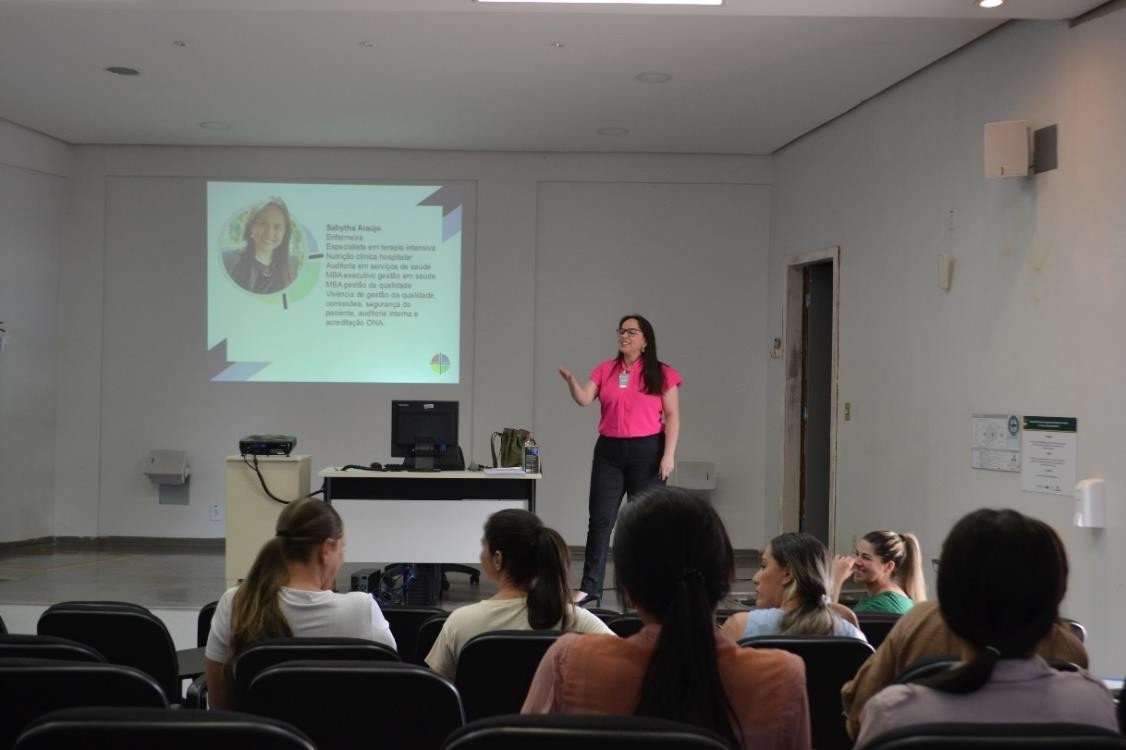 Sabytha Araújo
Enfermeira
Especialista em terapia intensiva
Nutrição clínica hospitalar
Auditoria em serviços de saúde
MBA executivo gestão em saúde
MBA gestão da qualidade
Vivência de gestão da qualidade,
comissões, segurança do
paciente, auditoria interna e
acreditação ONA.